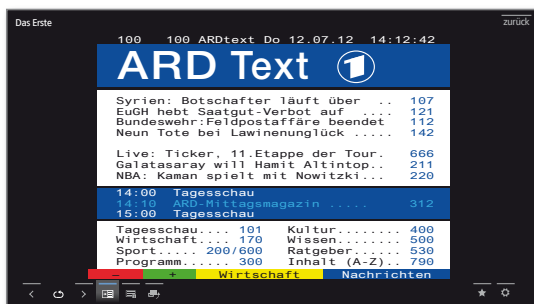 Das Erste
zurück
100 100 ARDtext Do 12.07.12 14:12:42
ARD Text 1
Syrien: Botschafter läuft über .. 107
EuGH hebt Saatgut-Verbot auf .... 121
Bundeswehr:Feldpostaffäre beendet 112
Neun Tote bei Lawinenunglück ..... 142
Live: Ticker, 11.Etappe der Tour. 666
Galatasaray will Hamit Altintop.. 211
NBA: Kaman spielt mit Nowitzki... 220
14:00 Tagesschau
14:10 ARD-Mittagsmagazin ..... 312
15:00 Tagesschau
Tagesschau.... 101 Kultur........ 400
Wirtschaft.... 170 Wissen........ 500
Sport..... 200/600 Ratgeber...... 530
Programm...... 300 Inhalt (A-Z).. 790
– + Wirtschaft Nachrichten